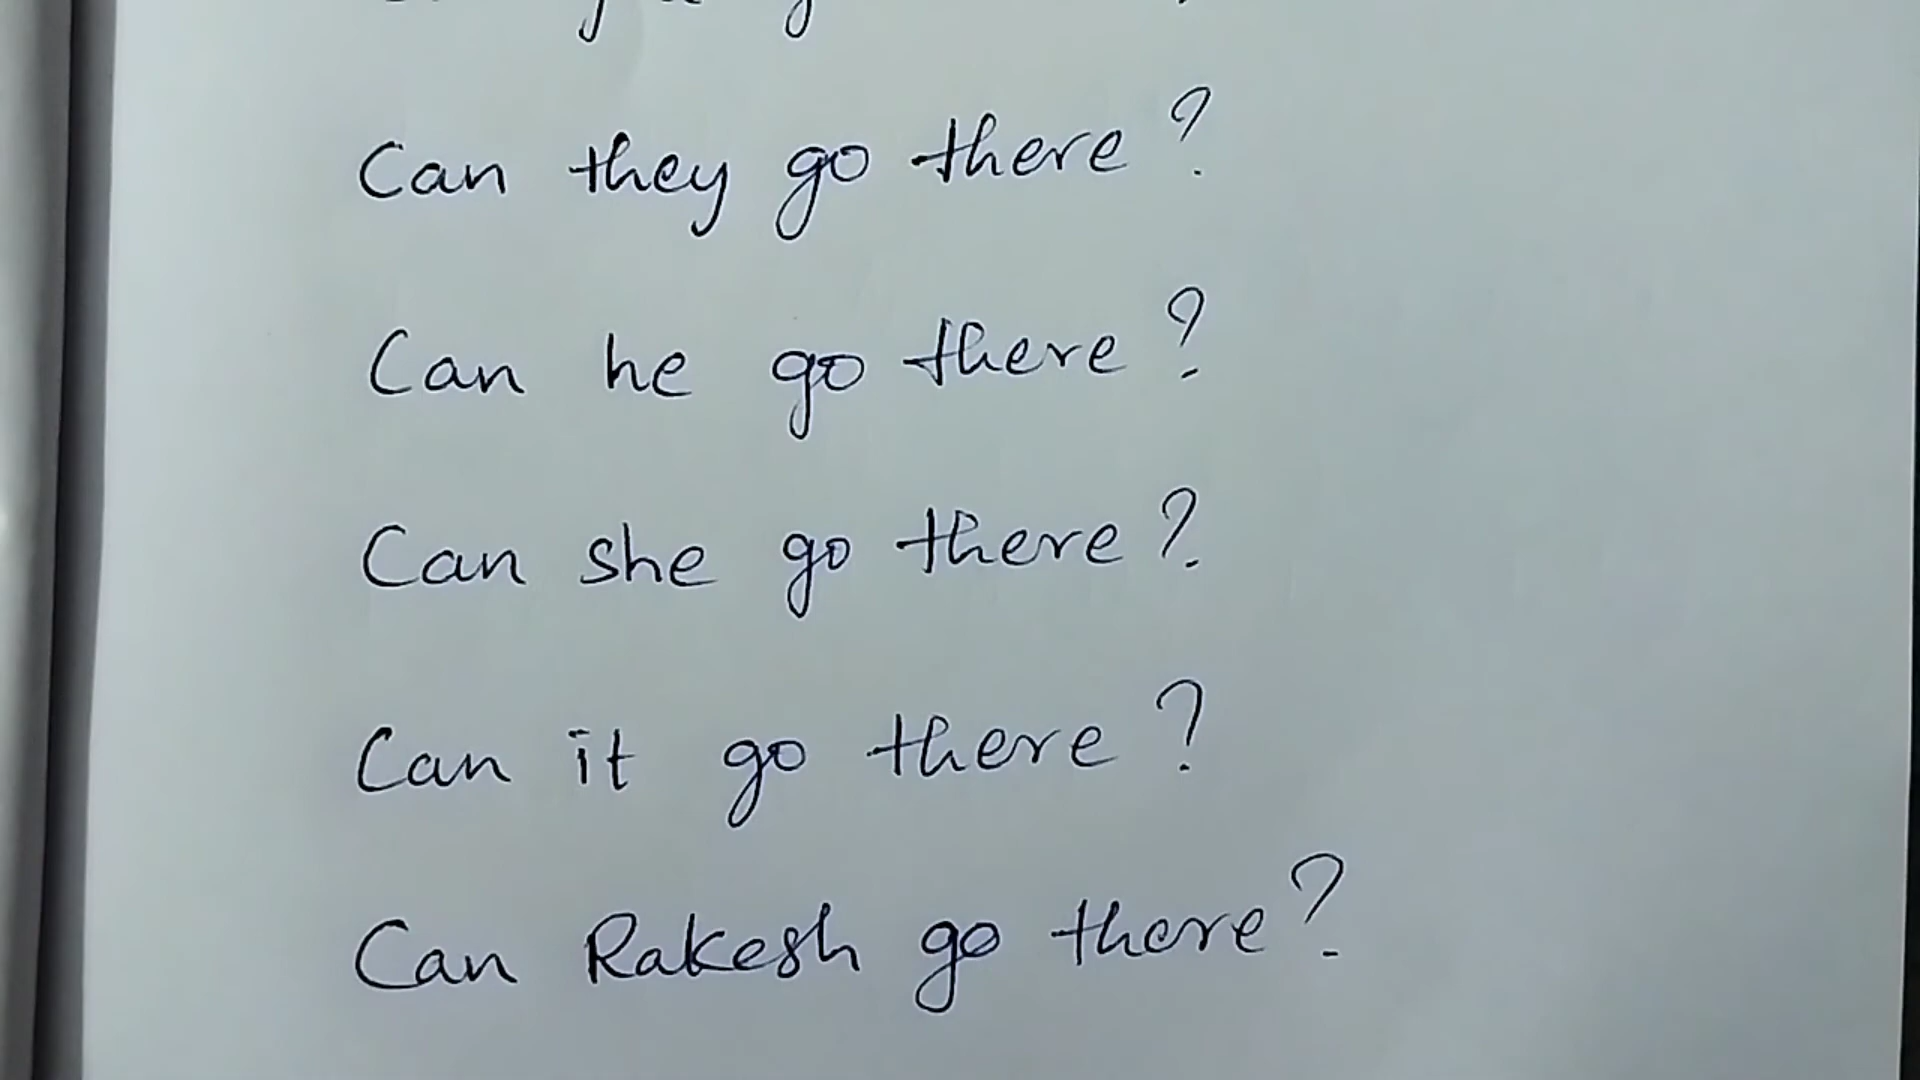 Can they go there?
Can he go there?
Can she go there?
Can it go there?
Can Rakesh go there?